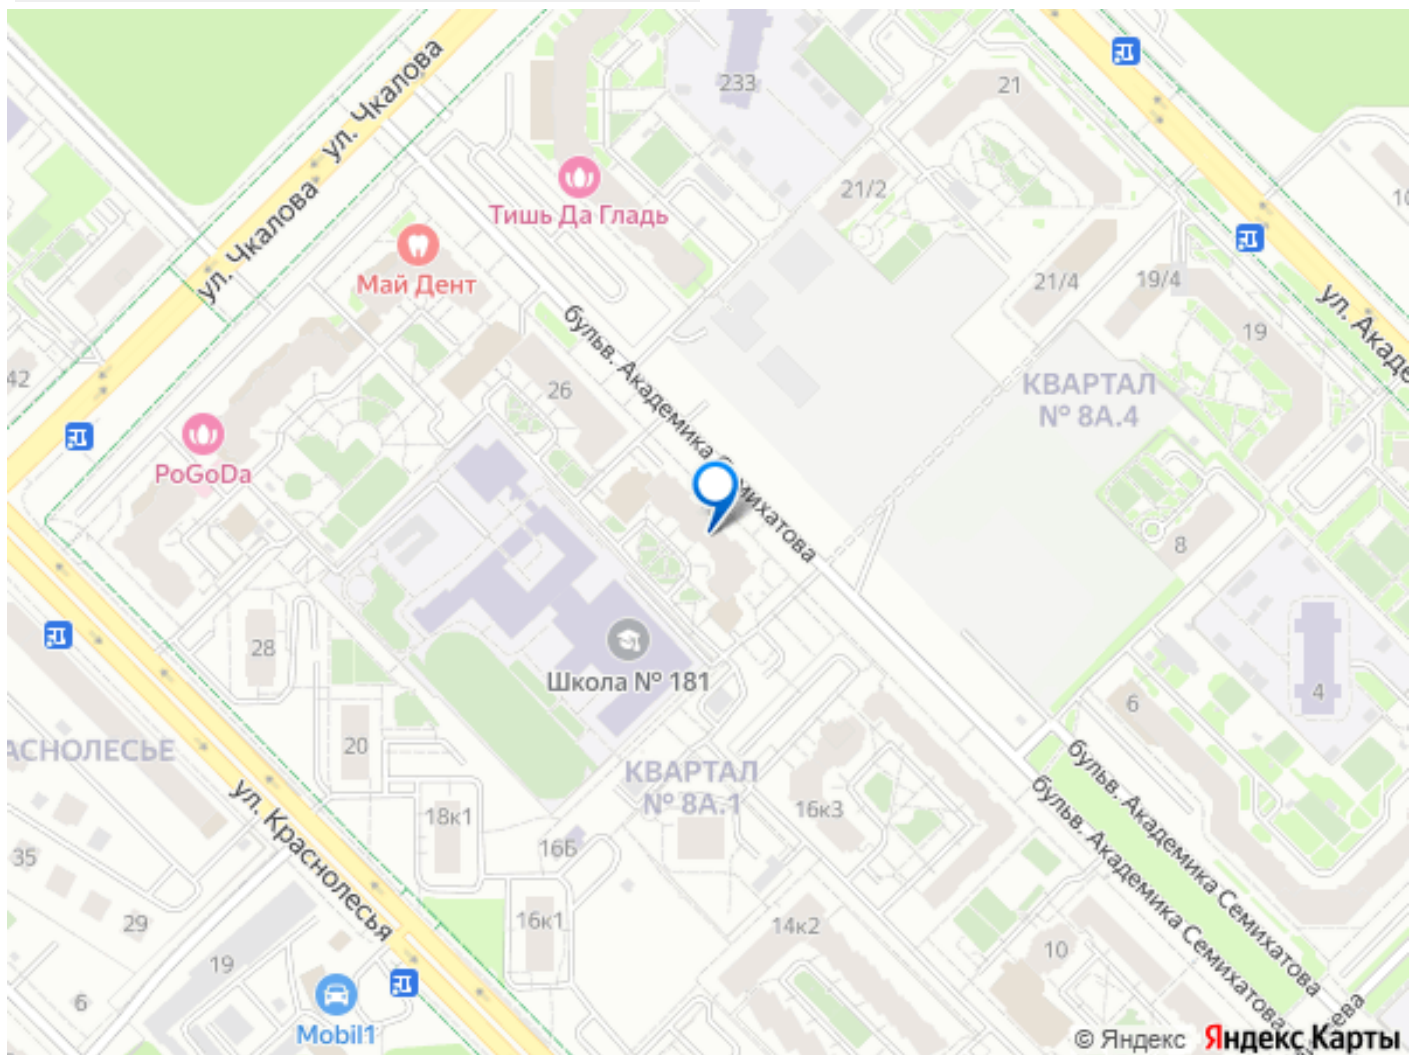 ул. Чкалова
ул. Чкалова
233
21
Тишь Да Гладь
21/2
Май Дент
21/4
19/4
19
ул. Акаде
бульв. Академика Семихатова
КВАРТАЛ
№ 8А.4
42
26
PoGoDa
8
28
Школа № 181
4
6
АСНОЛЕСЬЕ
20
КВАРТАЛ
№ 8А.1
18к1
16к3
16Б
ул. Краснолесья
бульв. Академика Семихатова
бульв. Академика Семихатова
35
29
16к1
14к2
10
19
6
Mobil1
ева
© Яндекс Яндекс Карты